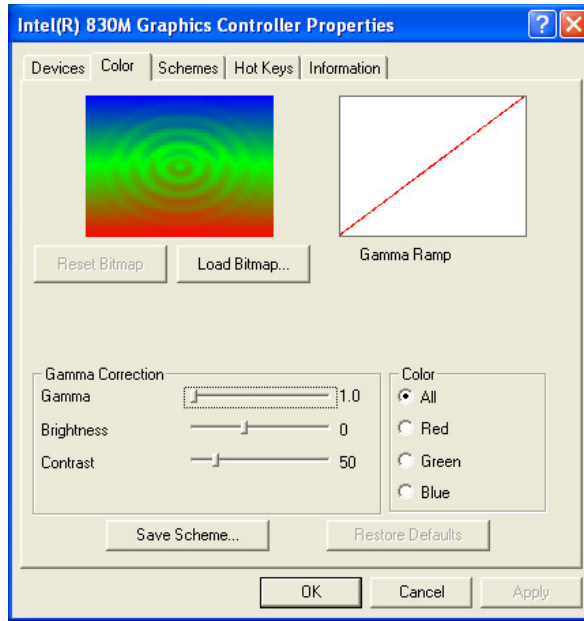 Intel(R) 830M Graphics Controller Properties
Devices Color Schemes Hot Keys Information
Reset Bitmap Load Bitmap...
Gamma Ramp
Gamma Correction
Gamma 1.0
Brightness 0
Contrast 50
Color
All
Red
Green
Blue
Save Scheme... Restore Defaults
OK Cancel Apply